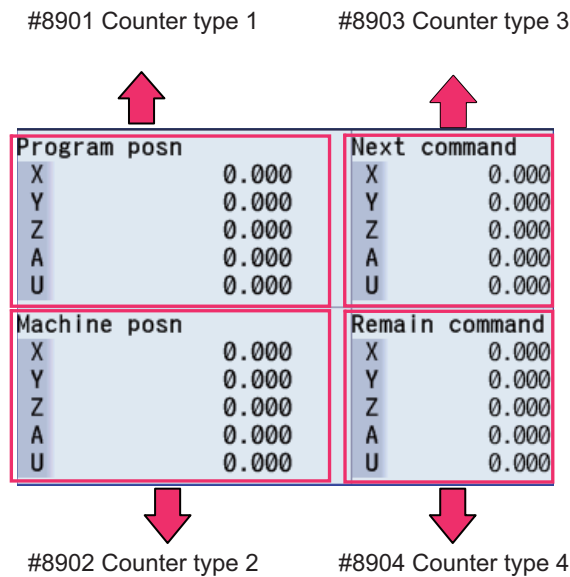 #8901 Counter type 1
#8903 Counter type 3
Program posn
X 0.000
Y 0.000
Z 0.000
A 0.000
U 0.000
Next command
X 0.000
Y 0.000
Z 0.000
A 0.000
U 0.000
Machine posn
X 0.000
Y 0.000
Z 0.000
A 0.000
U 0.000
Remain command
X 0.000
Y 0.000
Z 0.000
A 0.000
U 0.000
#8902 Counter type 2
#8904 Counter type 4